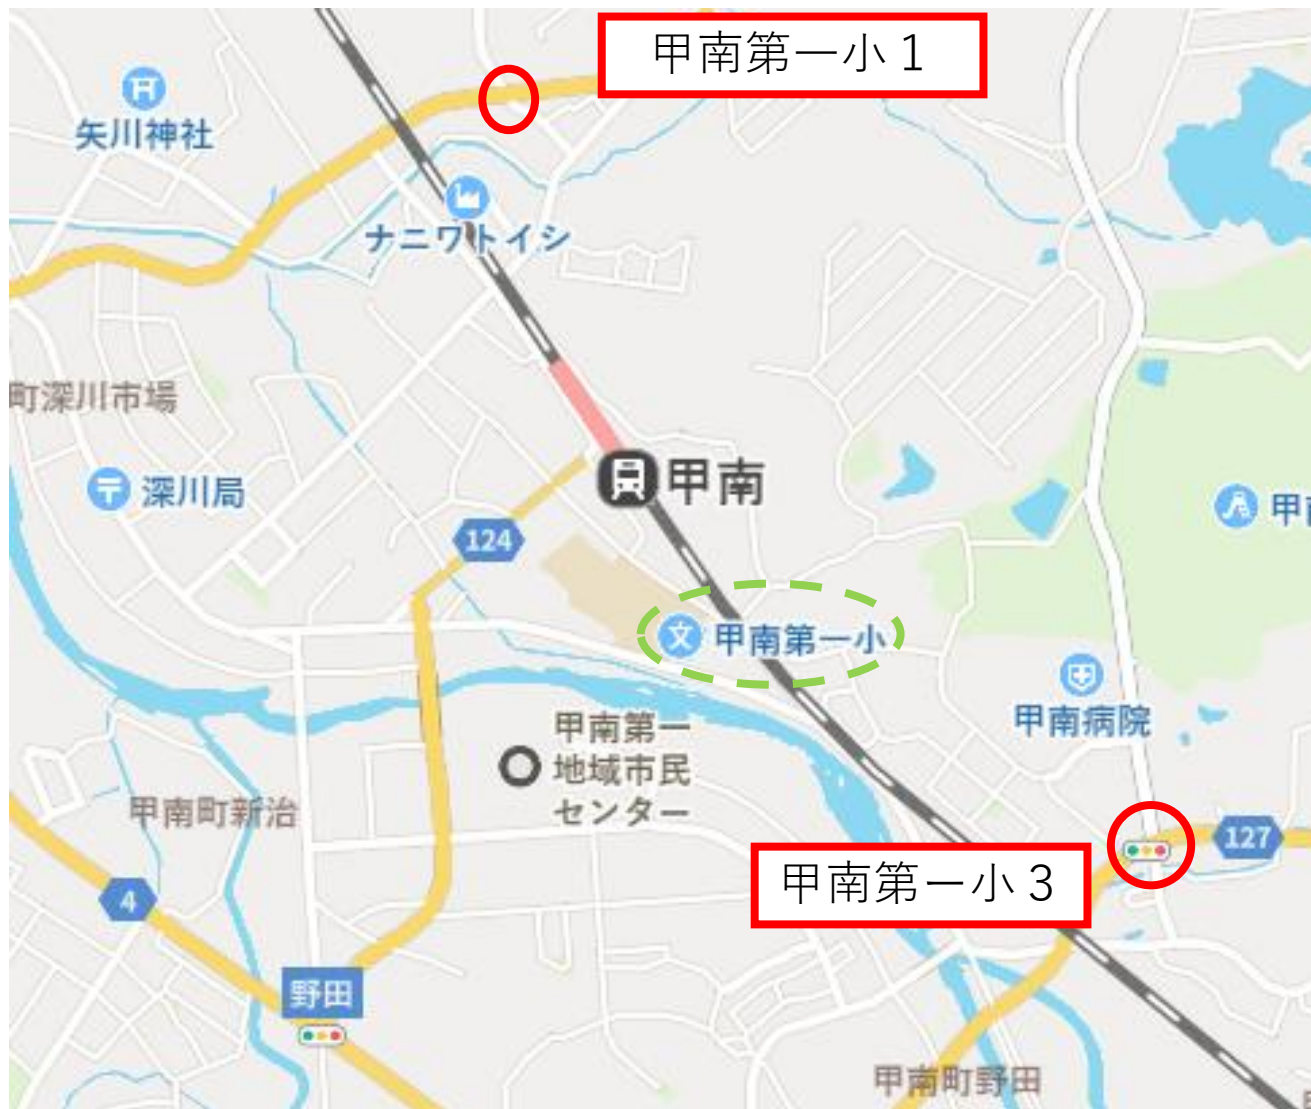 甲南第一小１
矢川神社
ナニワトイシ
町深川市場
深川局
甲南
124
甲南第一小
甲南病院
甲南第一
地域市民
センター
甲南町新治
127
甲南第一小３
4
野田
甲南町野田